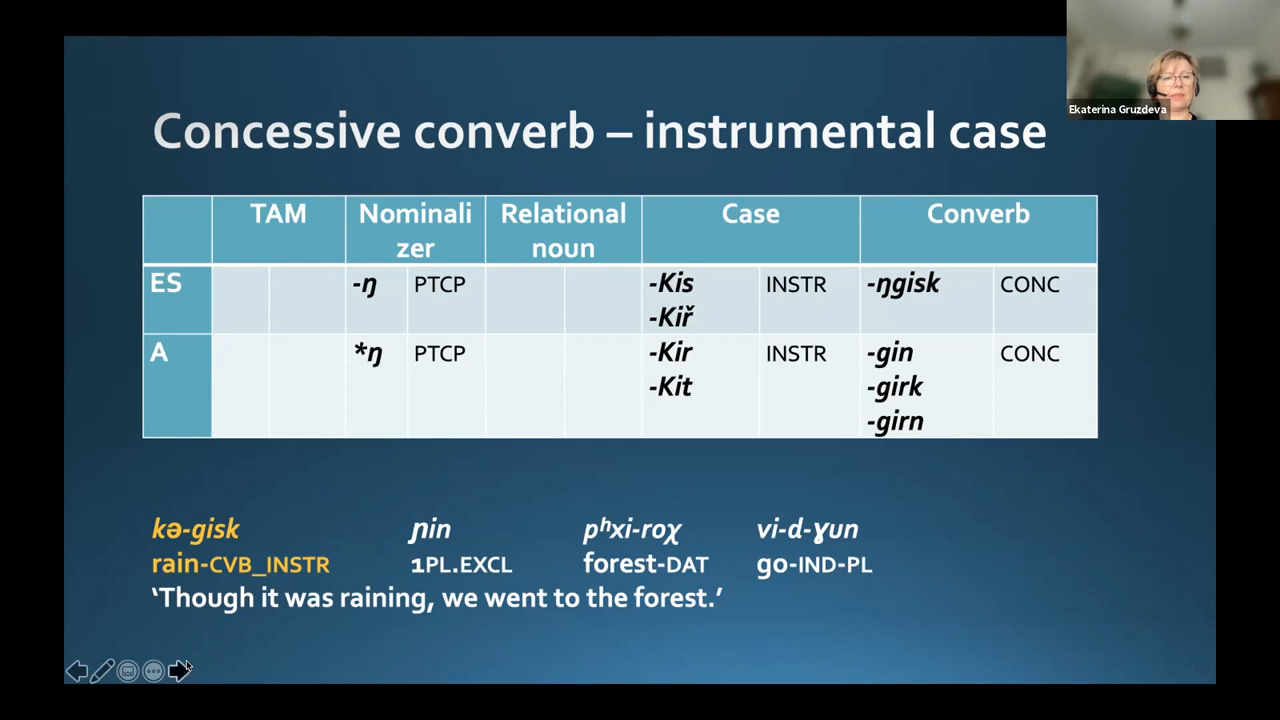 Ekaterina Gruzdeva
Concessive converb – instrumental case
TAM Nominali Relational Case Converb
zer noun
ES -ŋ PTCP -Kis INSTR -ŋgisk CONC
-Kiř
A *ŋ PTCP -Kir INSTR -gin CONC
-Kit -girk
-girn
kə-gisk ɲin pʰxi-roχ vi-d-ɣun
rain-CVB_INSTR 1PL.EXCL forest-DAT go-IND-PL
‘Though it was raining, we went to the forest.’